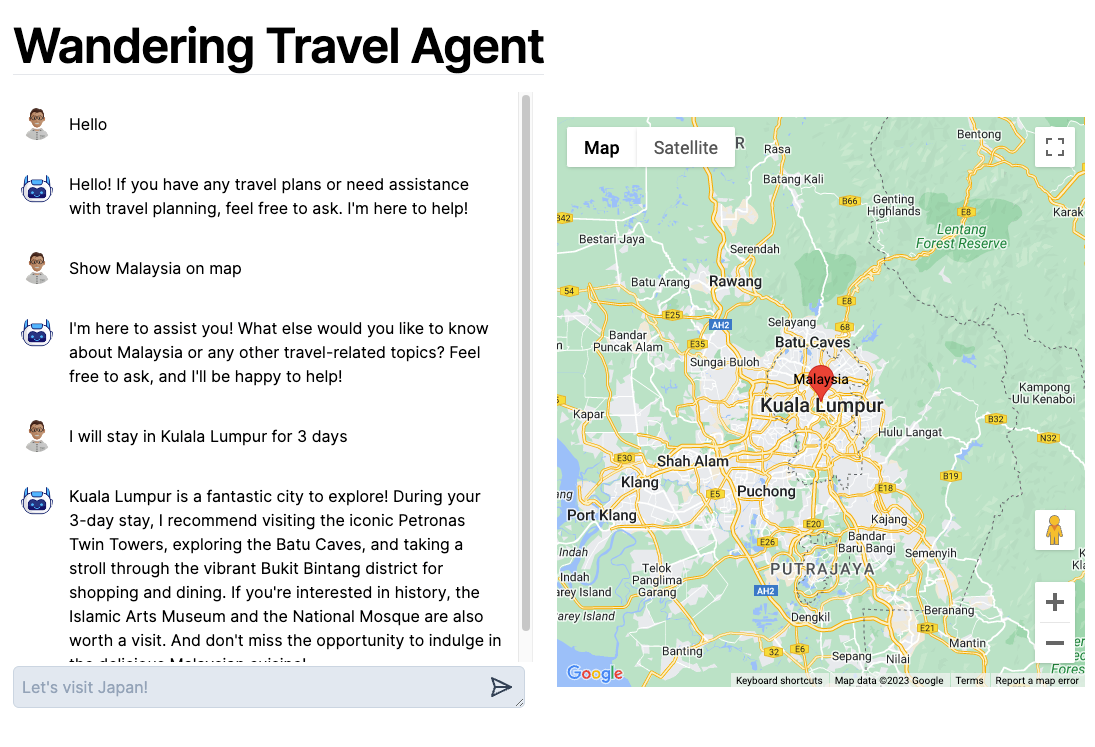 Wandering Travel Agent
Hello
Hello! If you have any travel plans or need assistance
with travel planning, feel free to ask. I'm here to help!
Show Malaysia on map
I'm here to assist you! What else would you like to know
about Malaysia or any other travel-related topics? Feel
free to ask, and I'll be happy to help!
I will stay in Kulala Lumpur for 3 days
Kuala Lumpur is a fantastic city to explore! During your
3-day stay, I recommend visiting the iconic Petronas
Twin Towers, exploring the Batu Caves, and taking a
stroll through the vibrant Bukit Bintang district for
shopping and dining. If you're interested in history, the
Islamic Arts Museum and the National Mosque are also
worth a visit. And don't miss the opportunity to indulge in
the delicious Malaysian cuisine!
Let's visit Japan!
Map
Satellite
R
Rasa
Bentong
Batang Kali
B66
Genting
Highlands
E8
Karak
B42
Lentang
Forest Reserve
Bestari Jaya
Serendah
Batu Arang
Rawang
54
E8
E25
AH2
Selayang
68
Bandar
Puncak Alam
E35
Batu Caves
Sungai Buloh
Malaysia
Kampong
Ulu Kenaboi
Kuala Lumpur
Kapar
B32
Hulu Langat
N32
E30
Shah Alam
B19
Klang
E5
Puchong
E18
ang
Port Klang
Kajang
E20
Bandar
Baru Bangi
E26
Indah
Semenyih
PUTRAJAYA
Telok
Panglima
Garang
Indah
arey Island
AH2
Beranang
arey Island
Dengkil
E21
Mantin
Banting
32
E6
Sepang
Nilai
Google
Keyboard shortcuts
Map data ©2023 Google
Terms
Report a map error